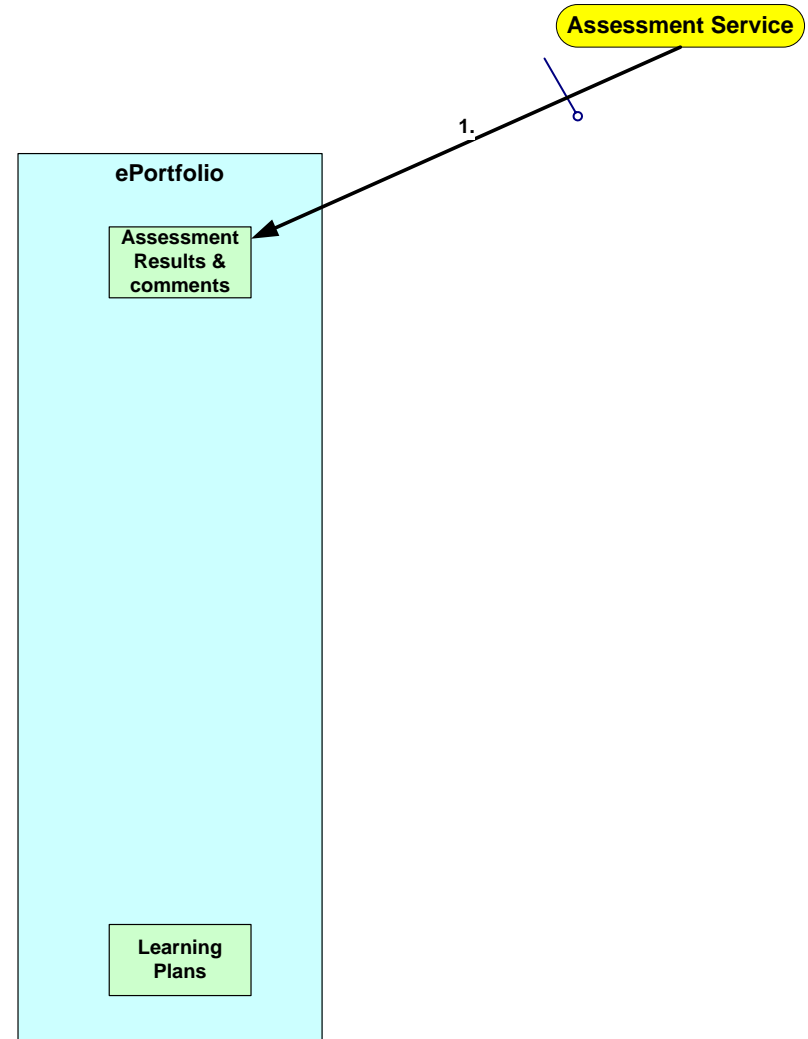 Assessment Service
1.
ePortfolio
Assessment
Results &
comments
Learning
Plans